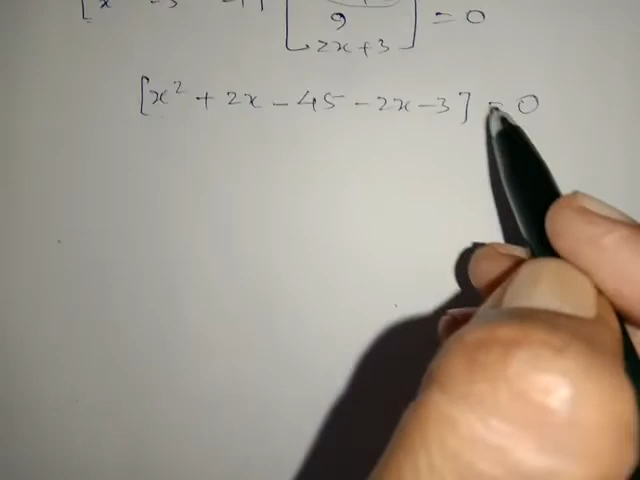 [x
9 = 0
2x+3
[x² + 2x - 45 - 2x - 3] = 0